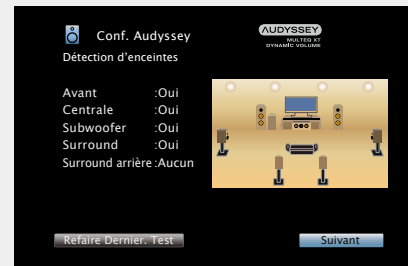 Conf. Audyssey
AUDYSSEY
MULTEQ XT
DYNAMIC VOLUME
Détection d'enceintes
Avant :Oui
Centrale :Oui
Subwoofer :Oui
Surround :Oui
Surround arrière :Aucun
Refaire Dernier. Test
Suivant